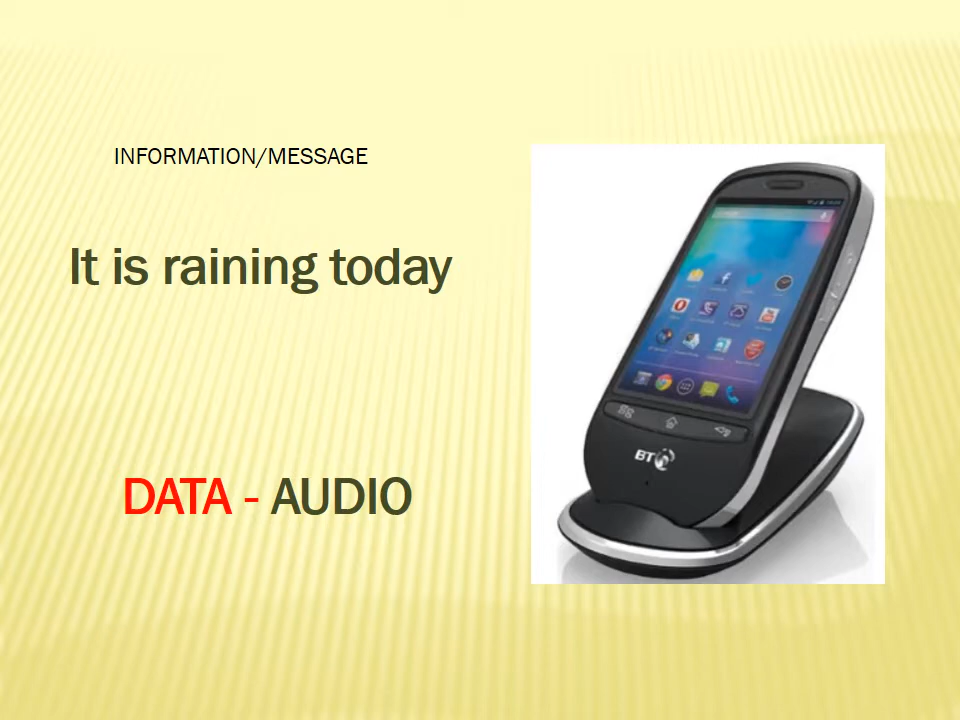 INFORMATION/MESSAGE
It is raining today
DATA - AUDIO
BT